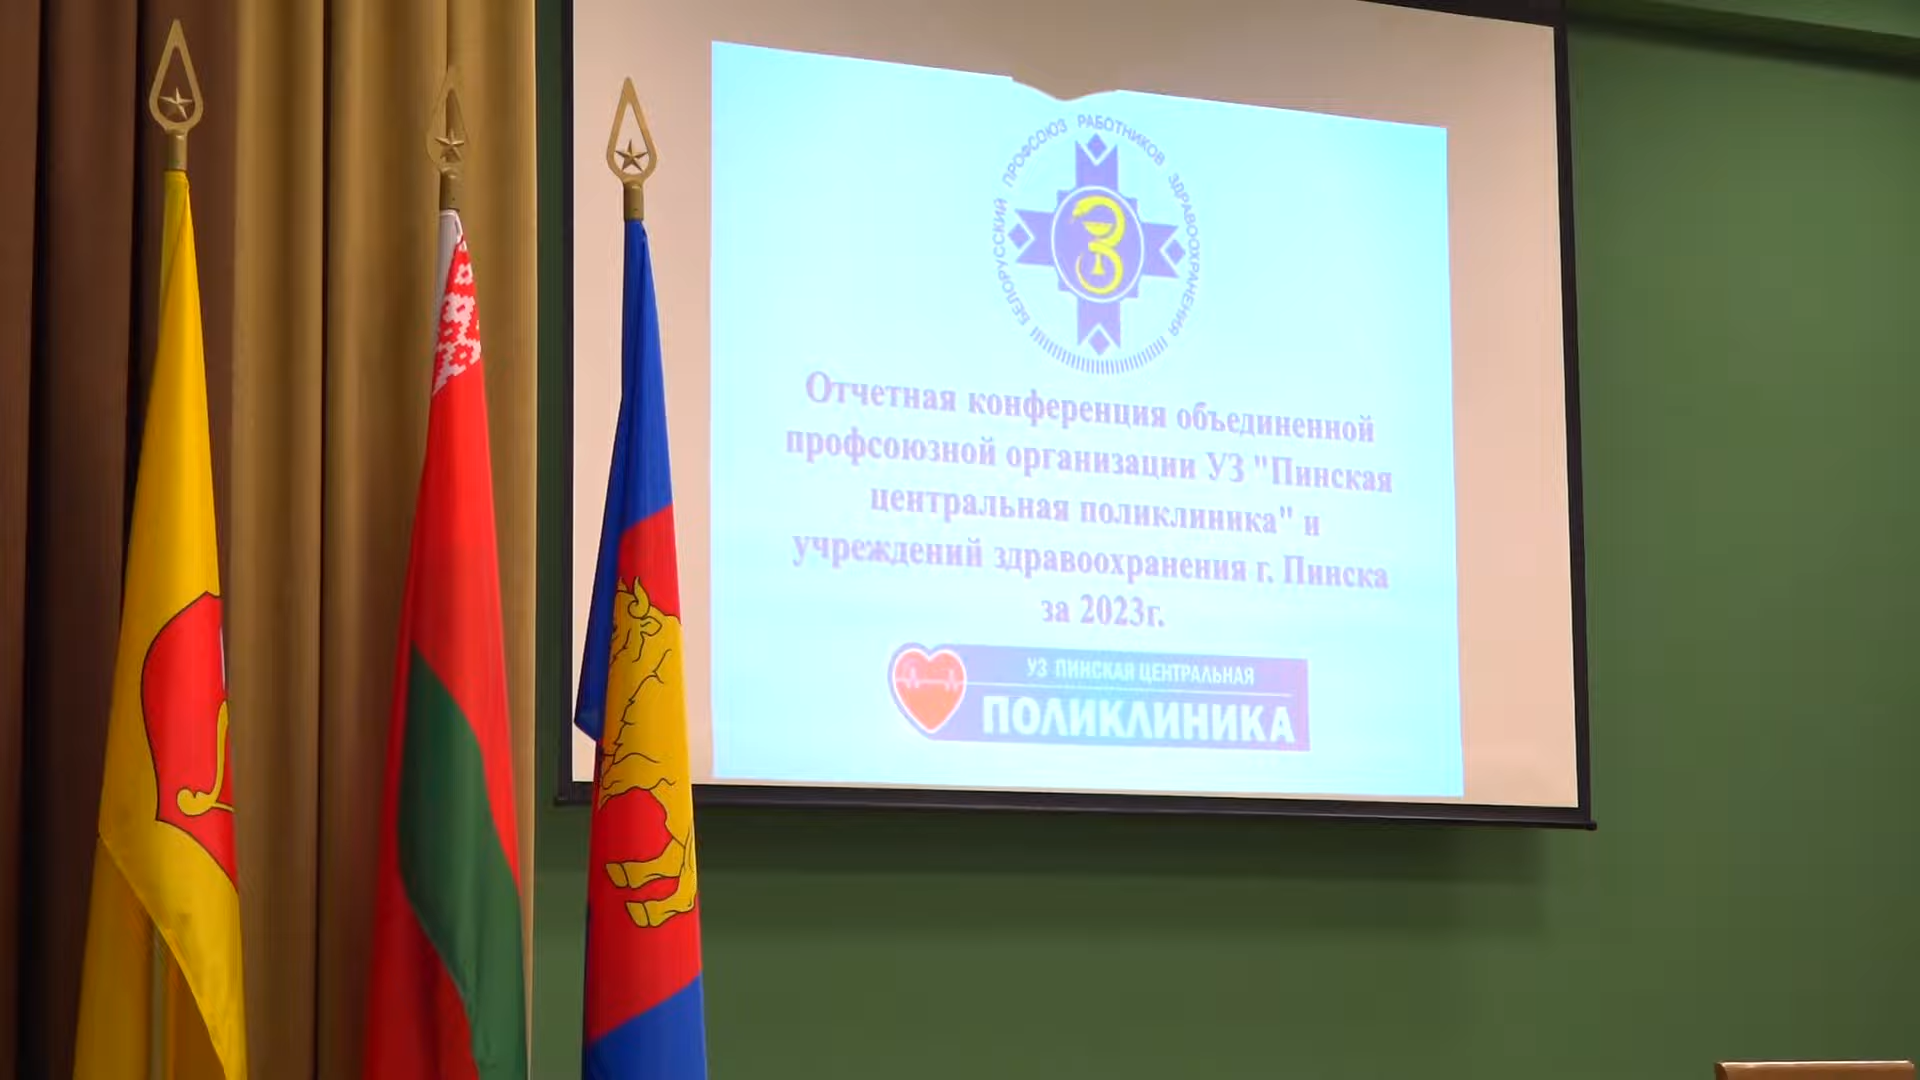 БЕЛОРУССКИЙ ПРОФСОЮЗ РАБОТНИКОВ ЗДРАВООХРАНЕНИЯ
Отчетная конференция объединенной
профсоюзной организации УЗ "Пинская
центральная поликлиника" и
учреждений здравоохранения г. Пинска
за 2023г.
УЗ ПИНСКАЯ ЦЕНТРАЛЬНАЯ
ПОЛИКЛИНИКА